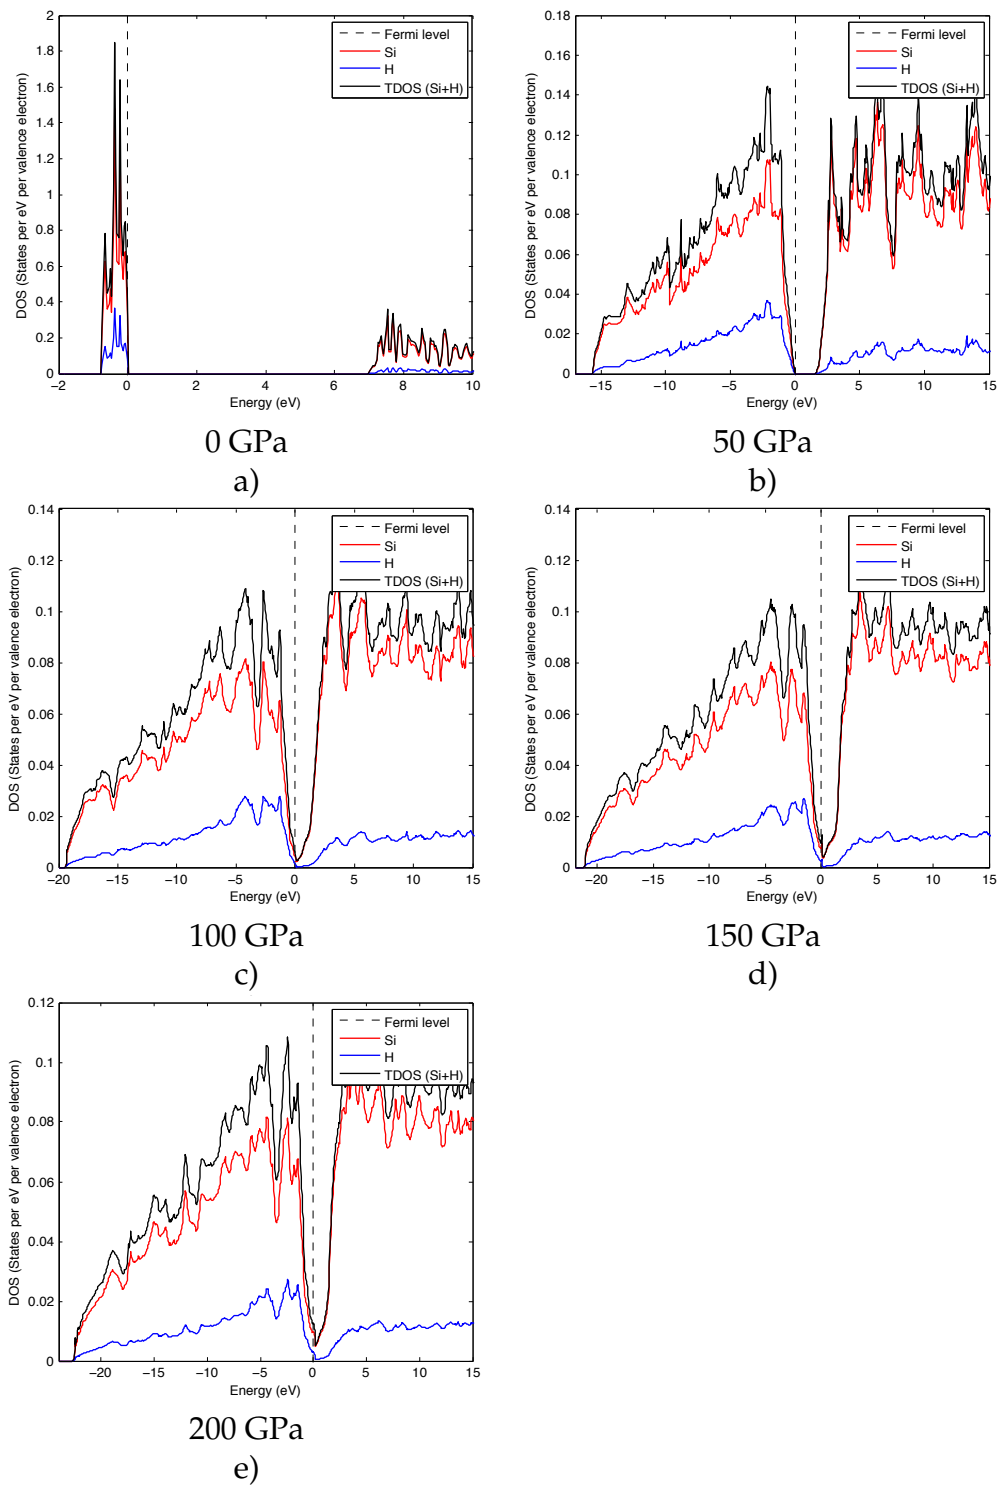 2
1.8
1.6
1.4
1.2
1
0.8
0.6
0.4
0.2
0
−2 0 2 4 6 8 10
Energy (eV)
DOS (States per eV per valence electron)
Fermi level
Si
H
TDOS (Si+H)
0 GPa
a)
0.18
0.16
0.14
0.12
0.1
0.08
0.06
0.04
0.02
0
−15 −10 −5 0 5 10 15
Energy (eV)
DOS (States per eV per valence electron)
Fermi level
Si
H
TDOS (Si+H)
50 GPa
b)
0.14
0.12
0.1
0.08
0.06
0.04
0.02
0
−20 −15 −10 −5 0 5 10 15
Energy (eV)
DOS (States per eV per valence electron)
Fermi level
Si
H
TDOS (Si+H)
100 GPa
c)
0.14
0.12
0.1
0.08
0.06
0.04
0.02
0
−20 −15 −10 −5 0 5 10 15
Energy (eV)
DOS (States per eV per valence electron)
Fermi level
Si
H
TDOS (Si+H)
150 GPa
d)
0.12
0.1
0.08
0.06
0.04
0.02
0
−20 −15 −10 −5 0 5 10 15
Energy (eV)
DOS (States per eV per valence electron)
Fermi level
Si
H
TDOS (Si+H)
200 GPa
e)